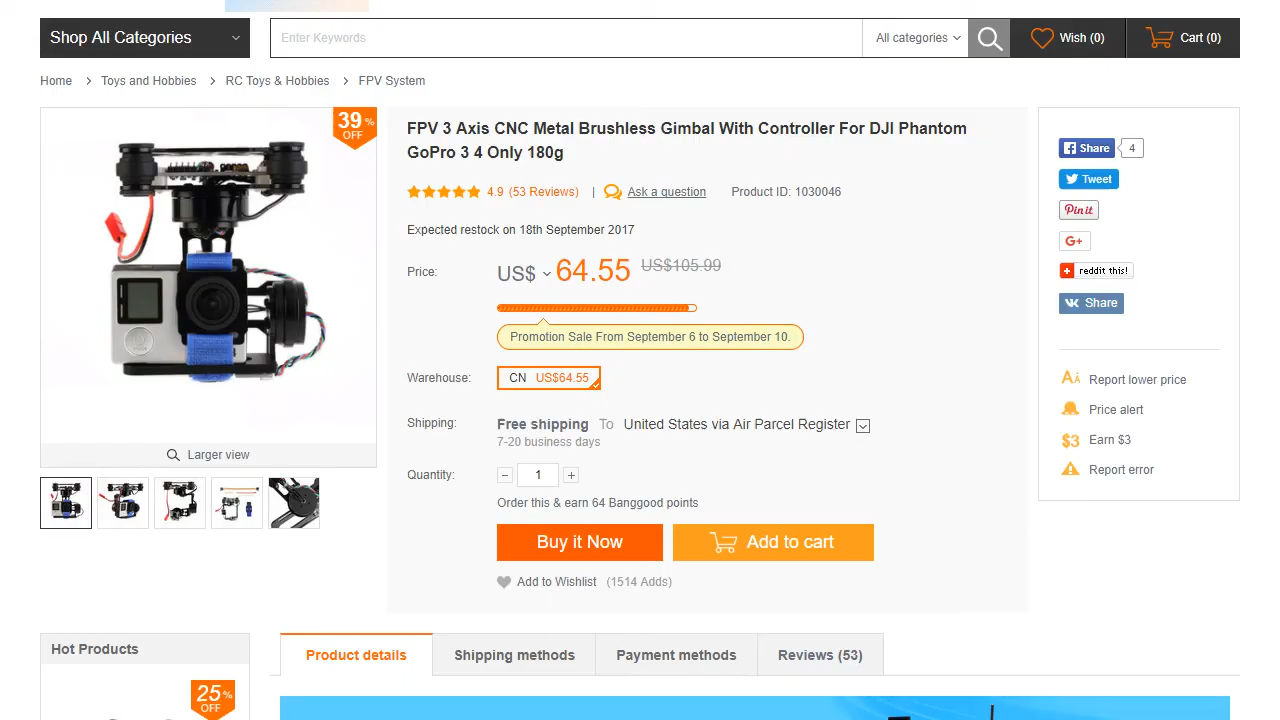 Shop All Categories
Enter Keywords
All categories
Wish (0)
Cart (0)
Home > Toys and Hobbies > RC Toys & Hobbies > FPV System
39% OFF
FPV 3 Axis CNC Metal Brushless Gimbal With Controller For DJI Phantom
GoPro 3 4 Only 180g
4.9 (53 Reviews) | Ask a question Product ID: 1030046
Expected restock on 18th September 2017
Price: US$ 64.55 US$105.99
Promotion Sale From September 6 to September 10.
Warehouse: CN US$64.55
Shipping: Free shipping To United States via Air Parcel Register
7-20 business days
Quantity: − 1 +
Order this & earn 64 Banggood points
Buy it Now
Add to cart
Add to Wishlist (1514 Adds)
Larger view
Share 4
Tweet
Pin it
G+
reddit this!
Share
Report lower price
Price alert
$3 Earn $3
Report error
Hot Products
25% OFF
Product details
Shipping methods
Payment methods
Reviews (53)